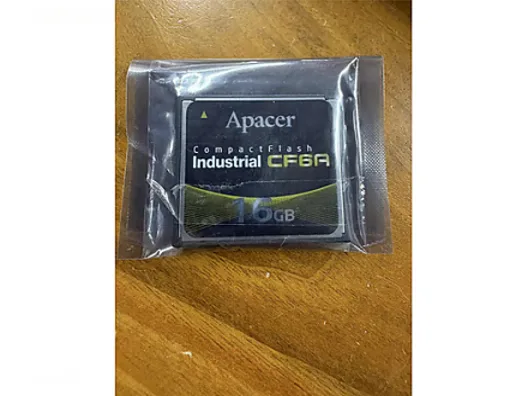 Apacer
CompactFlash
Industrial CF6A
16GB